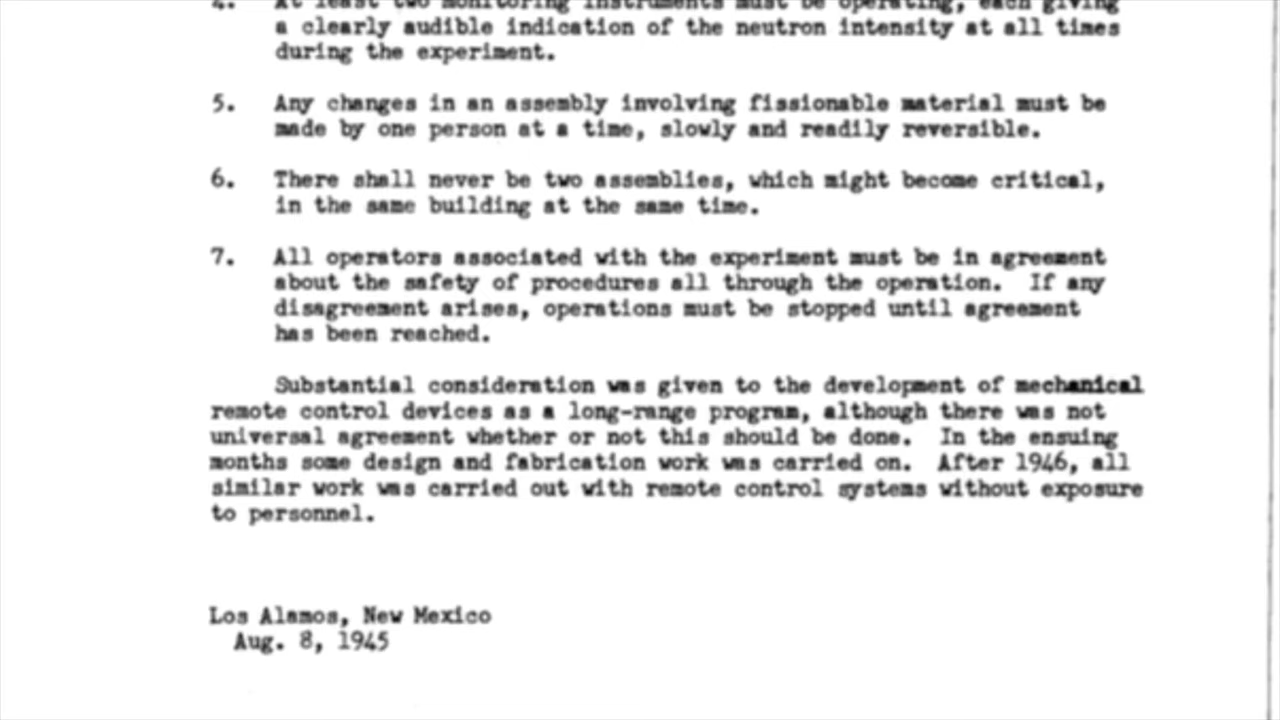 4. At least two monitoring instruments must be operating, each giving
a clearly audible indication of the neutron intensity at all times
during the experiment.
5. Any changes in an assembly involving fissionable material must be
made by one person at a time, slowly and readily reversible.
6. There shall never be two assemblies, which might become critical,
in the same building at the same time.
7. All operators associated with the experiment must be in agreement
about the safety of procedures all through the operation. If any
disagreement arises, operations must be stopped until agreement
has been reached.
Substantial consideration was given to the development of mechanical
remote control devices as a long-range program, although there was not
universal agreement whether or not this should be done. In the ensuing
months some design and fabrication work was carried on. After 1946, all
similar work was carried out with remote control systems without exposure
to personnel.
Los Alamos, New Mexico
Aug. 8, 1945